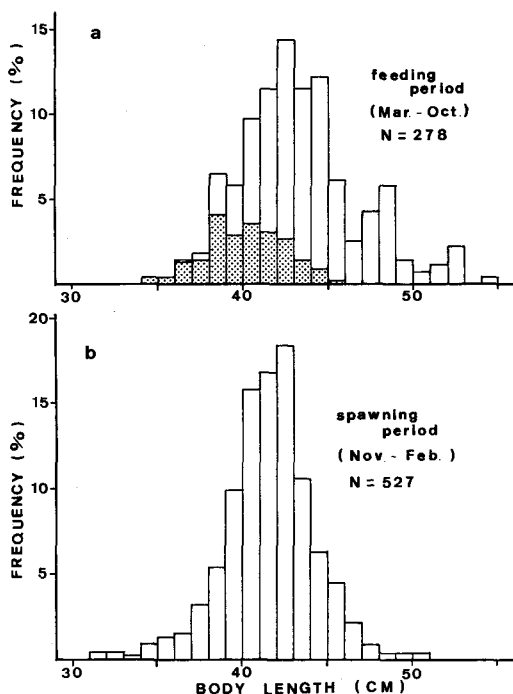 a
15
10
5
FREQUENCY (%)
feeding
period
(Mar.-Oct.)
N=278
30
40
50
20
b
15
10
5
FREQUENCY (%)
spawning
period
(Nov.-Feb.)
N=527
30
40
50
BODY LENGTH (CM)